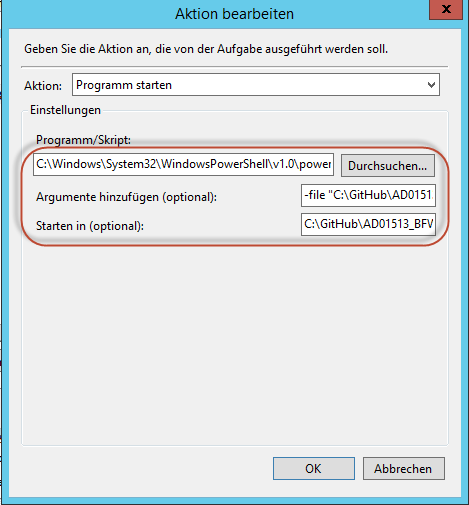 Aktion bearbeiten
x
Geben Sie die Aktion an, die von der Aufgabe ausgeführt werden soll.
Aktion: Programm starten
Einstellungen
Programm/Skript:
C:\Windows\System32\WindowsPowerShell\v1.0\power Durchsuchen...
Argumente hinzufügen (optional): -file "C:\GitHub\AD0151
Starten in (optional): C:\GitHub\AD01513_BFW
OK Abbrechen